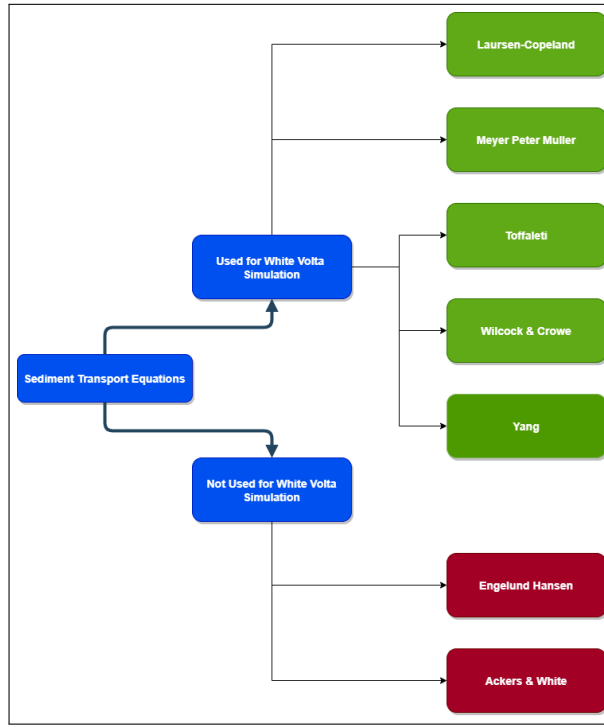 Laursen-Copeland
Meyer Peter Muller
Toffaleti
Used for White Volta
Simulation
Wilcock & Crowe
Sediment Transport Equations
Yang
Not Used for White Volta
Simulation
Engelund Hansen
Ackers & White